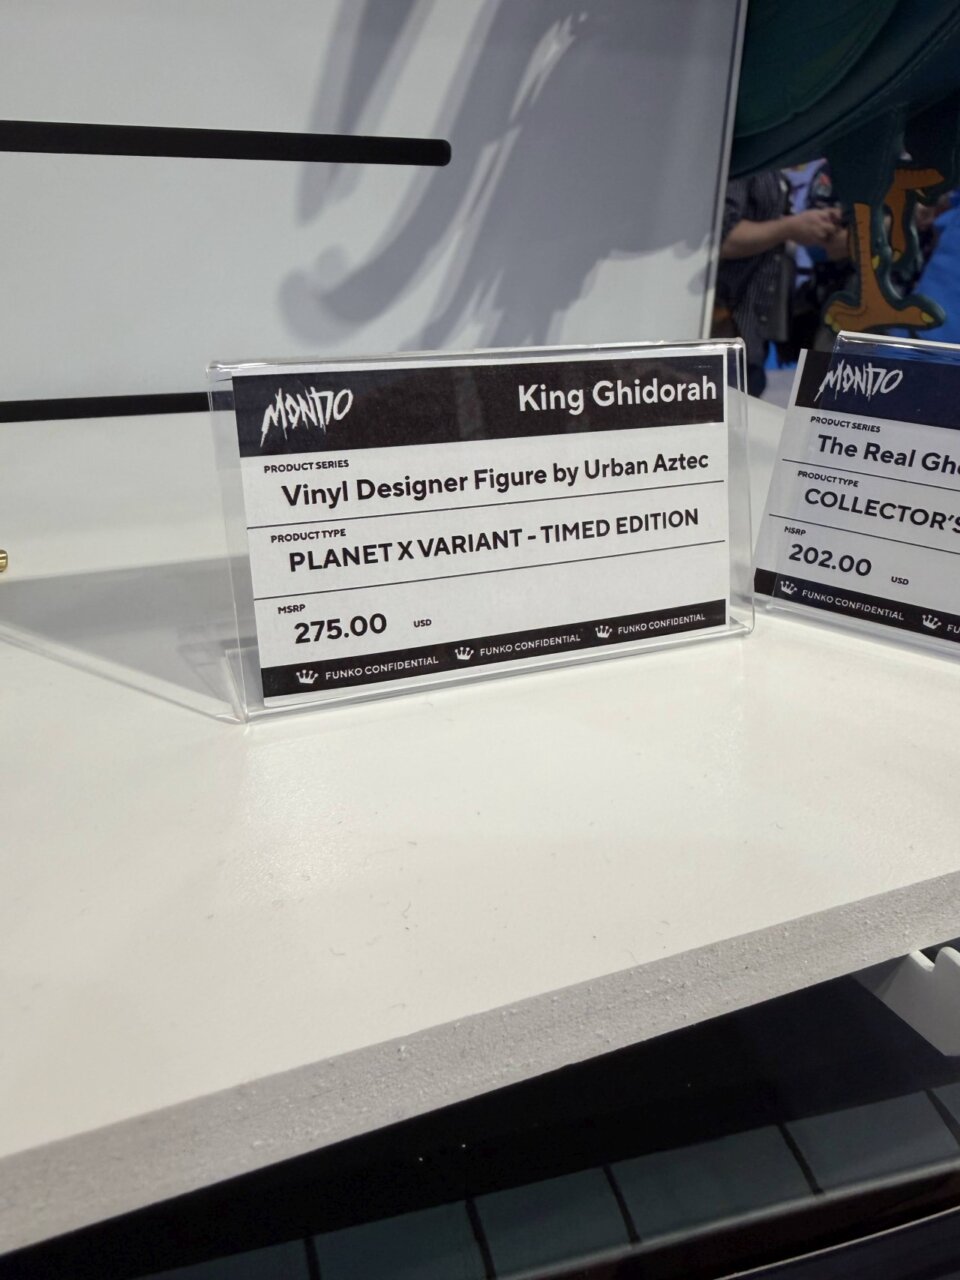 MONDO
King Ghidorah
PRODUCT SERIES
Vinyl Designer Figure by Urban Aztec
PRODUCT TYPE
PLANET X VARIANT - TIMED EDITION
MSRP
275.00 USD
FUNKO CONFIDENTIAL FUNKO CONFIDENTIAL FUNKO CONFIDENTIAL
MONDO
PRODUCT SERIES
The Real
PRODUCT TYPE
COLLECTOR'S
MSRP
202.00 USD
FUNKO CONFIDENTIAL